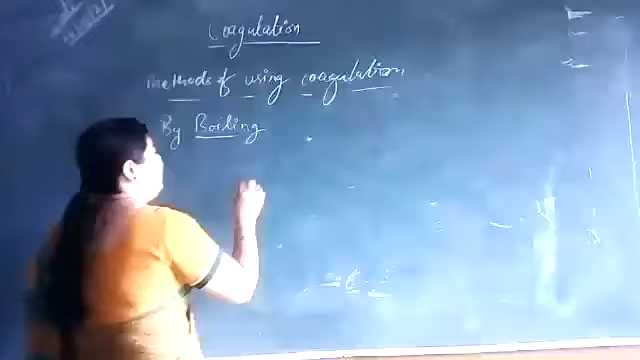 Coagulation
Methods of using coagulation
By Boiling